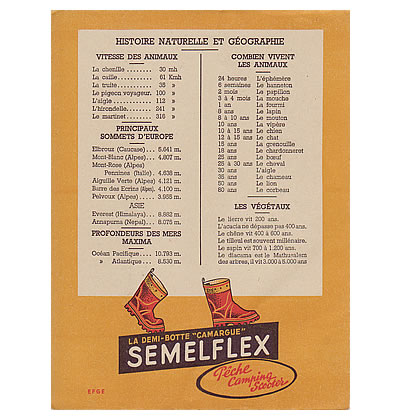 HISTOIRE NATURELLE ET GÉOGRAPHIE
VITESSE DES ANIMAUX
La chenille ........ 30 mh
La caille ........ 61 Kmh
La truite ........ 35 »
Le pigeon voyageur. 100 »
L'aigle ........ 112 »
L'hirondelle ........ 241 »
Le martinet ........ 316 »
PRINCIPAUX
SOMMETS D'EUROPE
Elbrouz (Caucase) ... 5.641 m.
Mont-Blanc (Alpes) .. 4.807 m.
Mont-Rose (Alpes)
Pennines (Italie). 4.638 m.
Aiguille Verte (Alpes) 4.121 m.
Barre des Ecrins (Alpes) 4.100 m.
Pelvoux (Alpes) ..... 3.938 m.
ASIE
Everest (Himalaya) ... 8.882 m.
Annapurna (Népal) ... 8.075 m.
PROFONDEURS DES MERS
MAXIMA
Océan Pacifique .... 10.793 m.
» Atlantique ... 8.530 m.
COMBIEN VIVENT
LES ANIMAUX
24 heures L'éphémère
6 semaines Le hanneton
2 mois Le papillon
3 à 4 mois La mouche
1 an La fourmi
8 ans Le lapin
8 à 10 ans Le mouton
10 ans La vipère
10 à 15 ans Le chien
12 à 15 ans Le chat
15 ans La grenouille
18 ans Le chardonneret
25 ans Le bœuf
25 à 30 ans Le cheval
30 ans L'aigle
35 ans Le chameau
50 ans Le lion
80 ans Le corbeau
LES VÉGÉTAUX
Le lierre vit 200 ans.
L'acacia ne dépasse pas 400 ans.
Le chêne vit 400 à 600 ans.
Le tilleul est souvent millénaire.
Le sapin vit 700 à 1.200 ans.
Le diansma est le Mathusalem
des arbres, il vit 3.000 à 5.000 ans
LA DEMI-BOTTE "CAMARGUE"
SEMELFLEX
Pêche
Camping
Scooter
EFGE